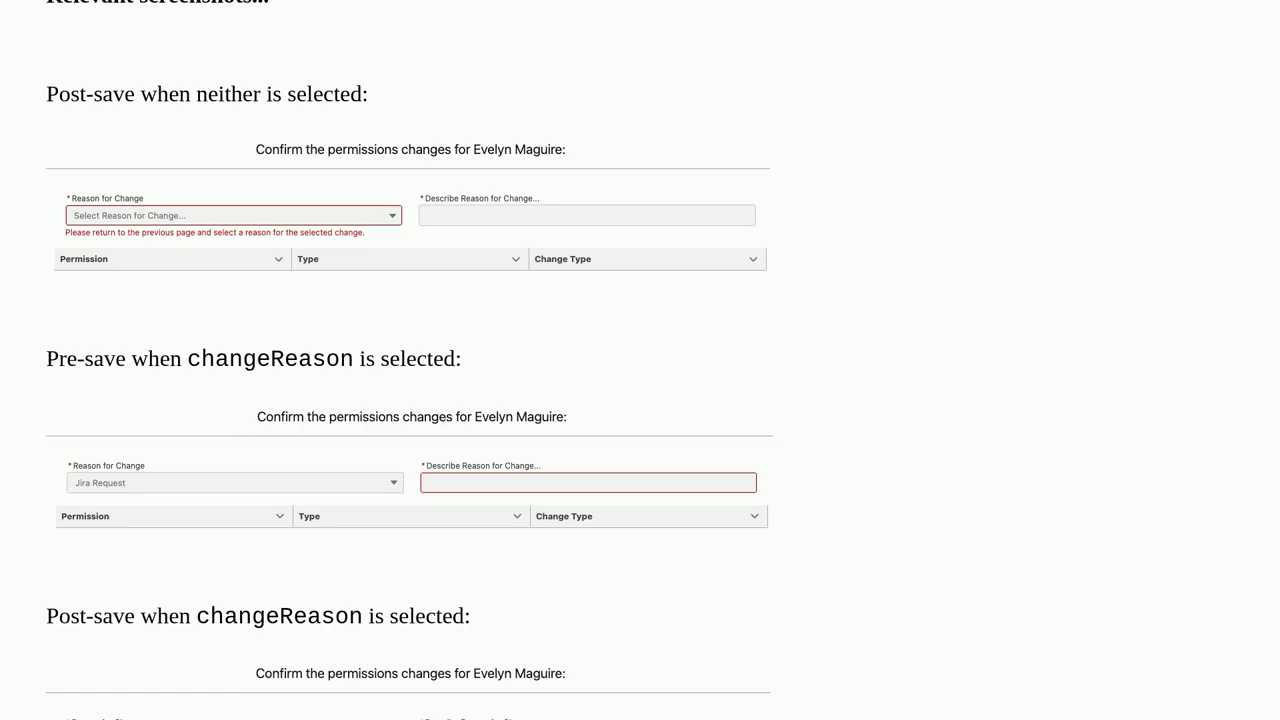 Relevant screenshots...
Post-save when neither is selected:
Confirm the permissions changes for Evelyn Maguire:
* Reason for Change
* Describe Reason for Change...
Select Reason for Change...
Please return to the previous page and select a reason for the selected change.
Permission
Type
Change Type
Pre-save when changeReason is selected:
Confirm the permissions changes for Evelyn Maguire:
* Reason for Change
* Describe Reason for Change...
Jira Request
Permission
Type
Change Type
Post-save when changeReason is selected:
Confirm the permissions changes for Evelyn Maguire: